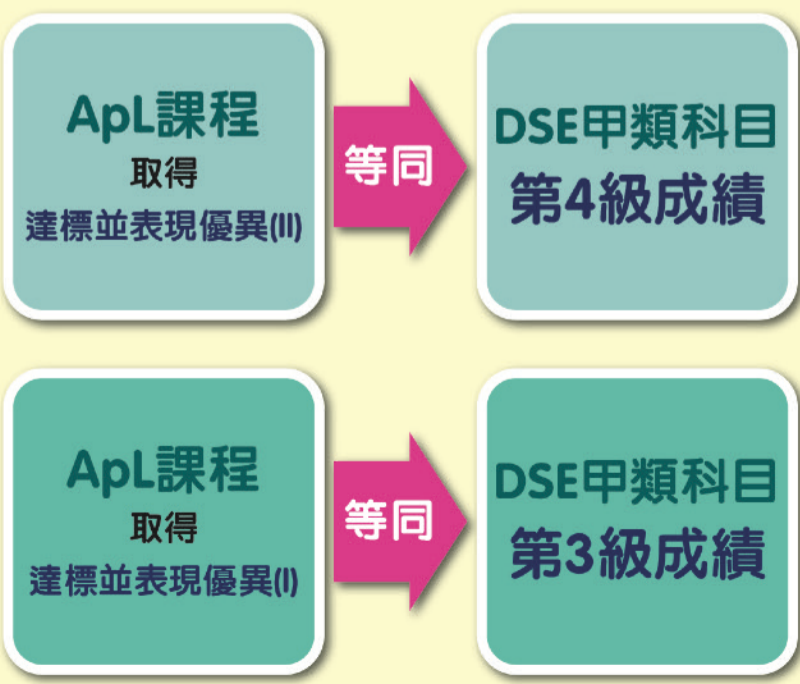 ApL課程
取得
達標並表現優異(II)
等同
DSE甲類科目
第4級成績
ApL課程
取得
達標並表現優異(I)
等同
DSE甲類科目
第3級成績